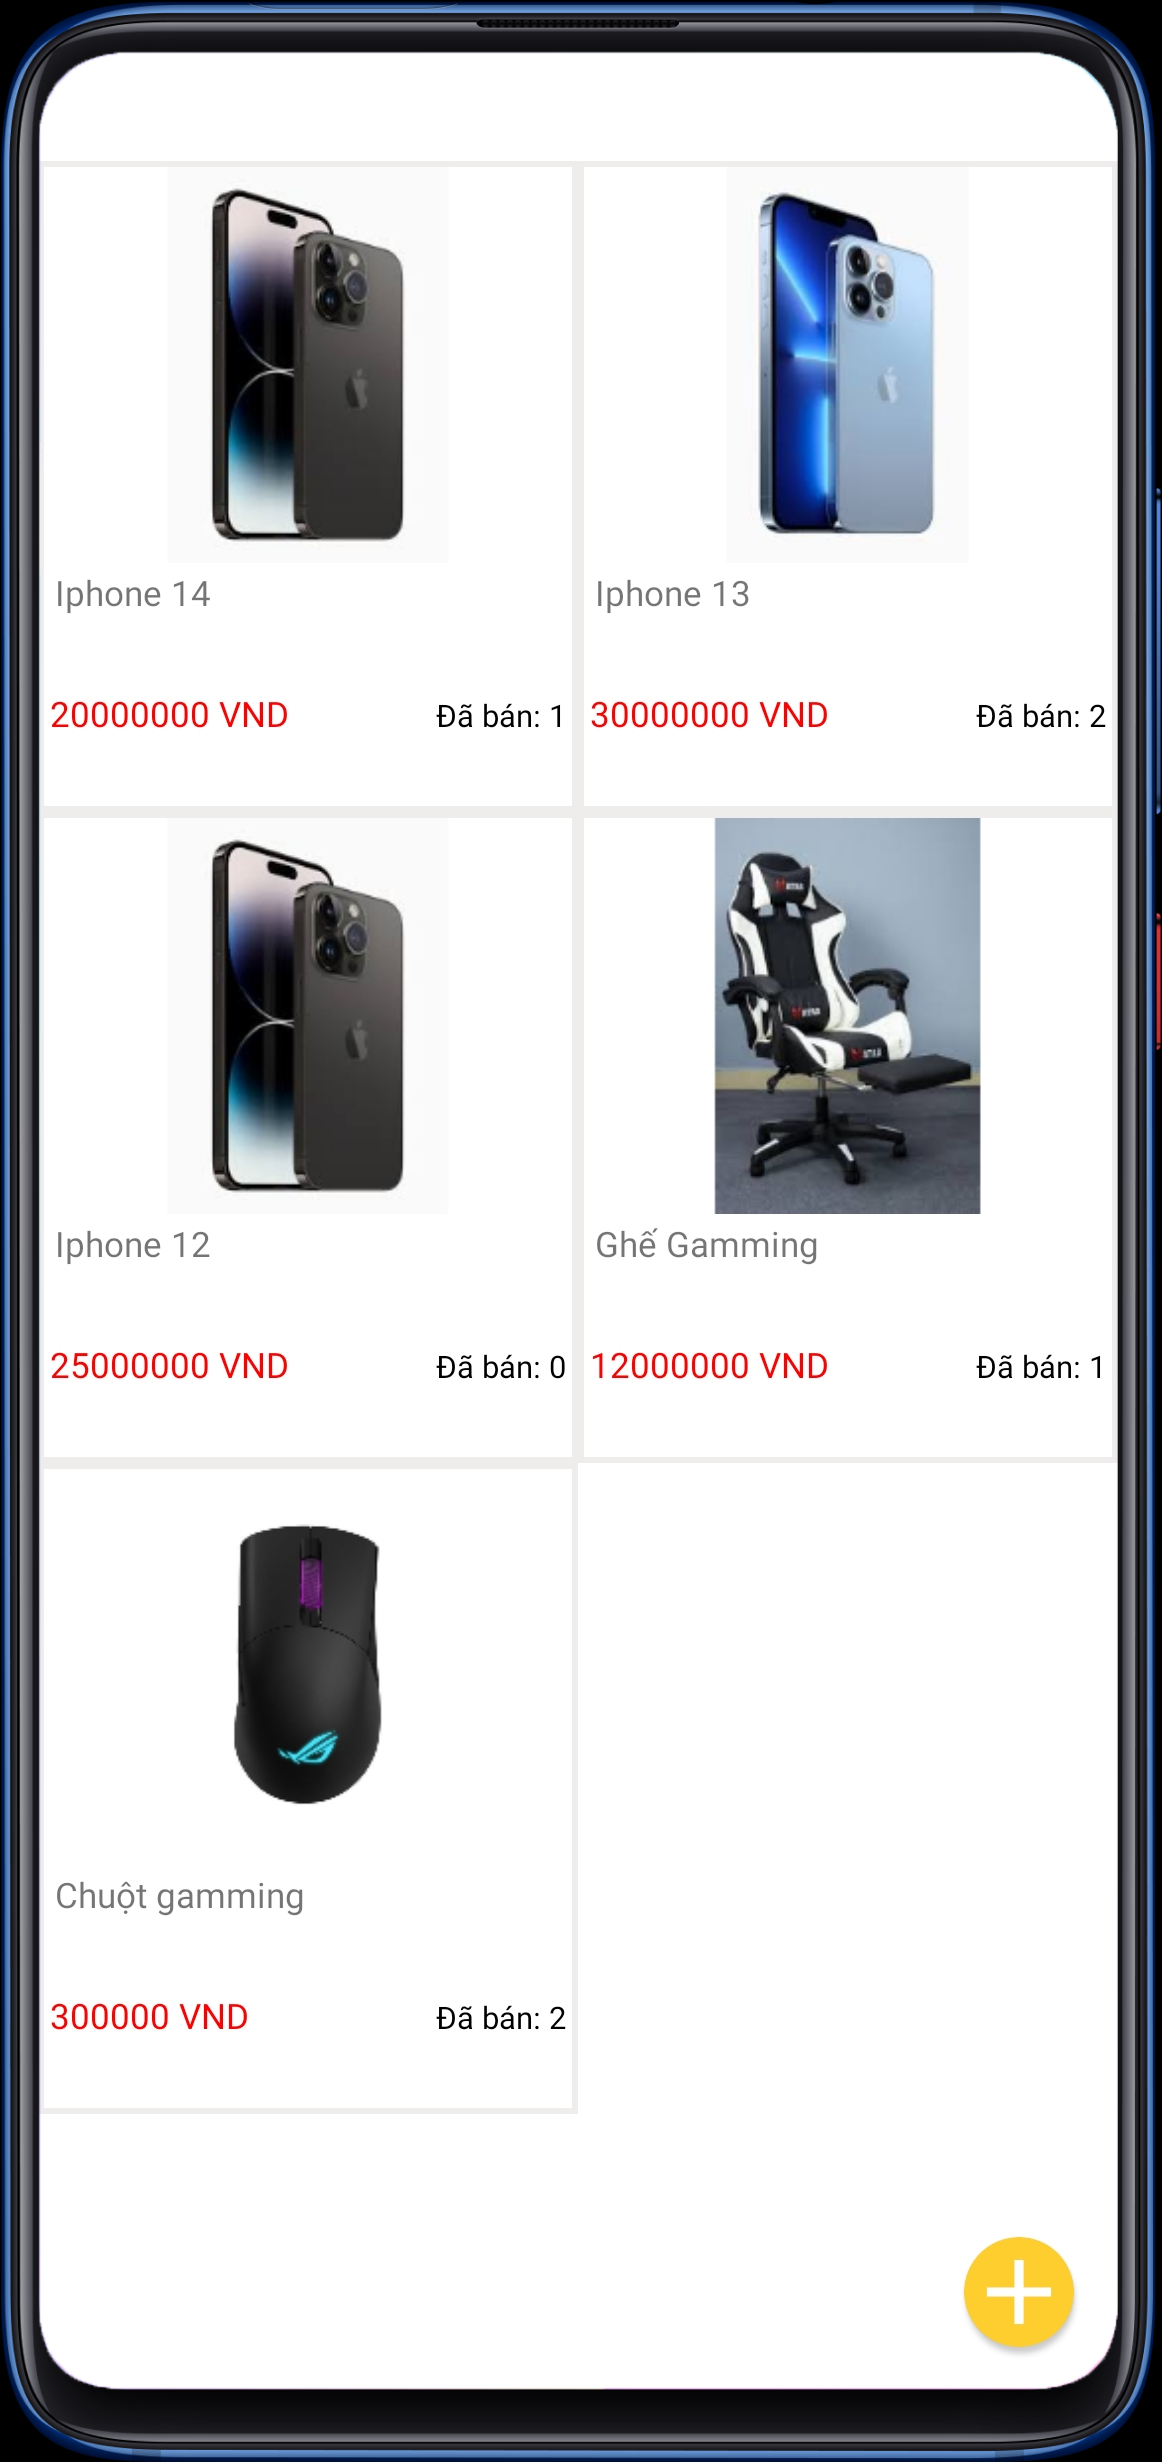 Iphone 14
20000000 VND Đã bán: 1
Iphone 13
30000000 VND Đã bán: 2
Iphone 12
25000000 VND Đã bán: 0
Ghế Gamming
12000000 VND Đã bán: 1
Chuột gamming
300000 VND Đã bán: 2